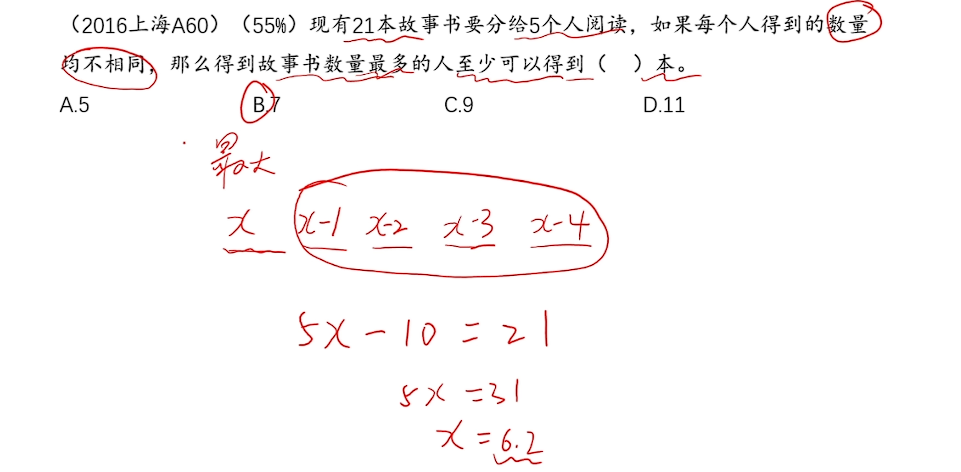 （2016上海A60）（55%）现有21本故事书要分给5个人阅读，如果每个人得到的数量
均不相同，那么得到故事书数量最多的人至少可以得到（ ）本。
A.5 B.7 C.9 D.11
最大
x x-1 x-2 x-3 x-4
5x-10=21
5x=31
x=6.2